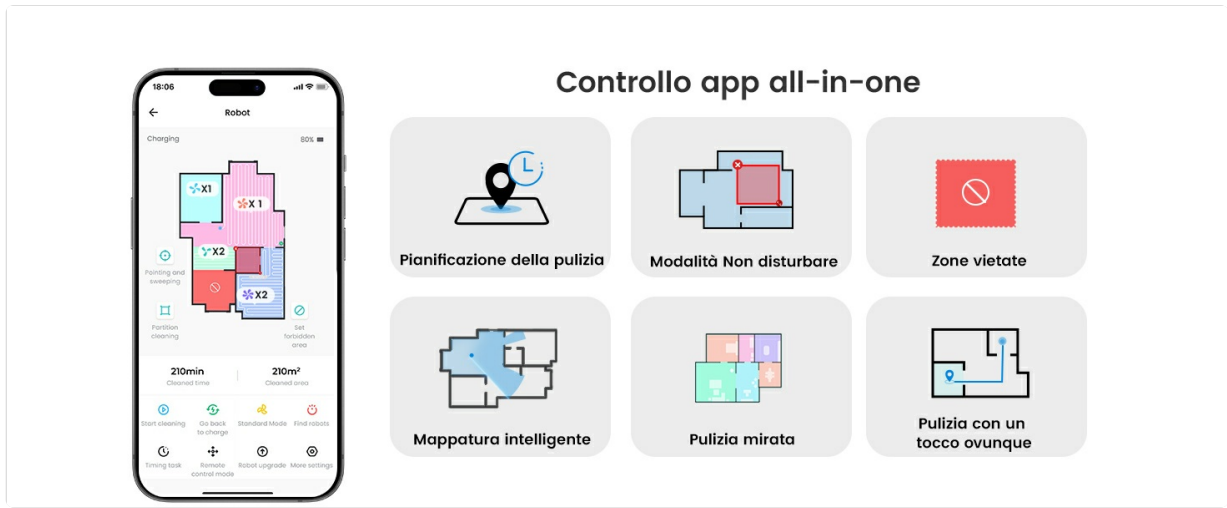 Controllo app all-in-one
18:06
Robot
Charging
80%
X1
X 1
X2
X2
Pointing and
sweeping
Partition
cleaning
Set
forbidden
area
210min
Cleaned time
210m²
Cleaned area
Start cleaning
Go back
to charge
Standard Mode
Find robots
Timing task
Remote
control mode
Robot upgrade
More settings
Pianificazione della pulizia
Modalità Non disturbare
Zone vietate
Mappatura intelligente
Pulizia mirata
Pulizia con un
tocco ovunque